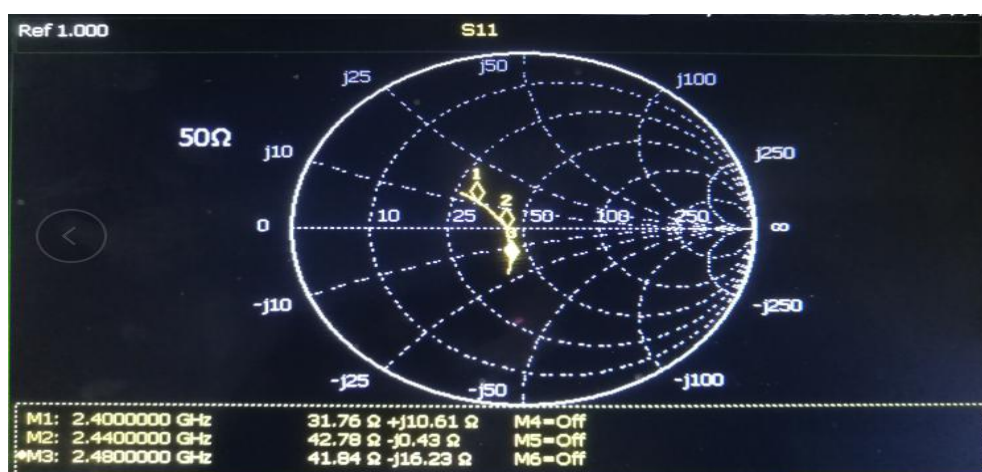 Ref 1.000
S11
j50
j25
j100
50Ω
j10
j250
1
2
0
10
25
50
100
250
∞
3
-j10
-j250
-j25
-j50
-j100
M1: 2.4000000 GHz 31.76 Ω +j10.61 Ω M4=Off
M2: 2.4400000 GHz 42.78 Ω -j0.43 Ω M5=Off
M3: 2.4800000 GHz 41.84 Ω -j16.23 Ω M6=Off